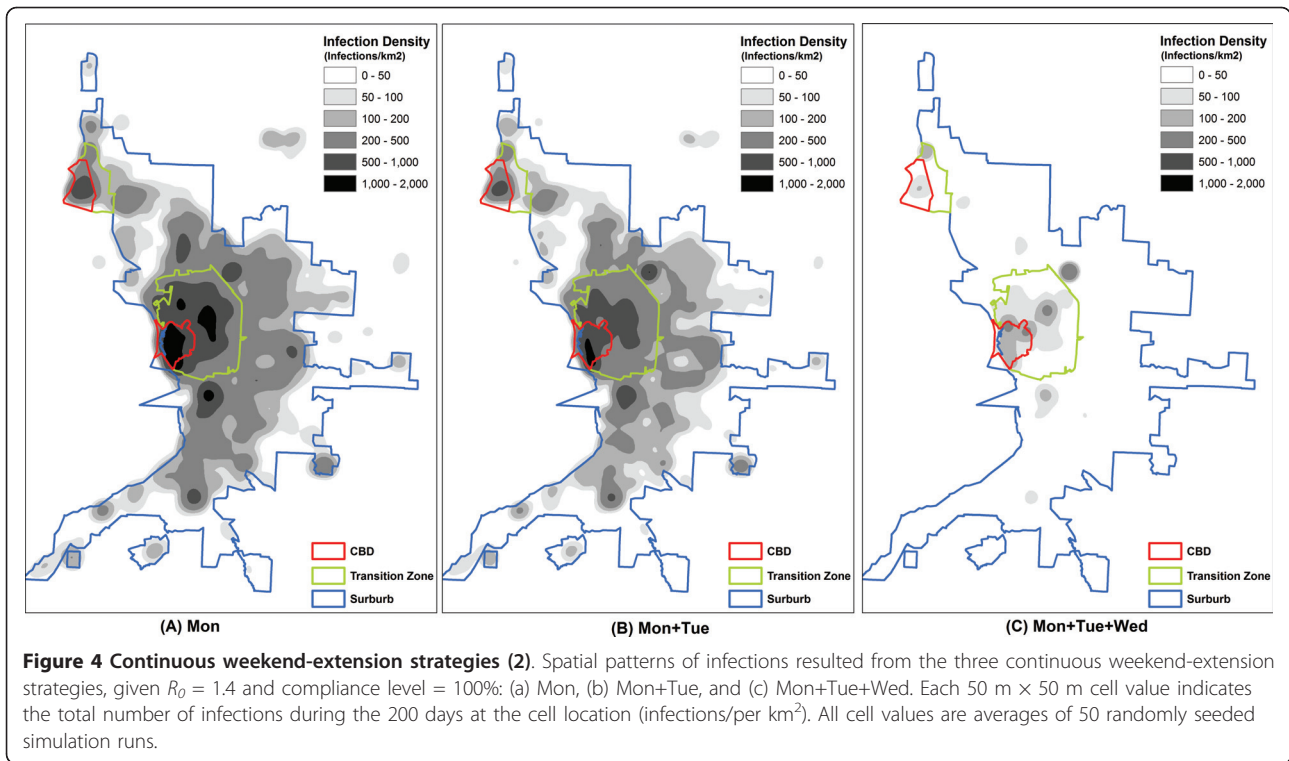 Infection Density
(Infections/km2)
0 - 50
50 - 100
100 - 200
200 - 500
500 - 1,000
1,000 - 2,000
CBD
Transition Zone
Surburb
(A) Mon
Infection Density
(Infections/km2)
0 - 50
50 - 100
100 - 200
200 - 500
500 - 1,000
1,000 - 2,000
CBD
Transition Zone
Surburb
(B) Mon+Tue
Infection Density
(Infections/km2)
0 - 50
50 - 100
100 - 200
200 - 500
500 - 1,000
1,000 - 2,000
CBD
Transition Zone
Surburb
(C) Mon+Tue+Wed
Figure 4 Continuous weekend-extension strategies (2). Spatial patterns of infections resulted from the three continuous weekend-extension
strategies, given R₀ = 1.4 and compliance level = 100%: (a) Mon, (b) Mon+Tue, and (c) Mon+Tue+Wed. Each 50 m × 50 m cell value indicates
the total number of infections during the 200 days at the cell location (infections/per km²). All cell values are averages of 50 randomly seeded
simulation runs.